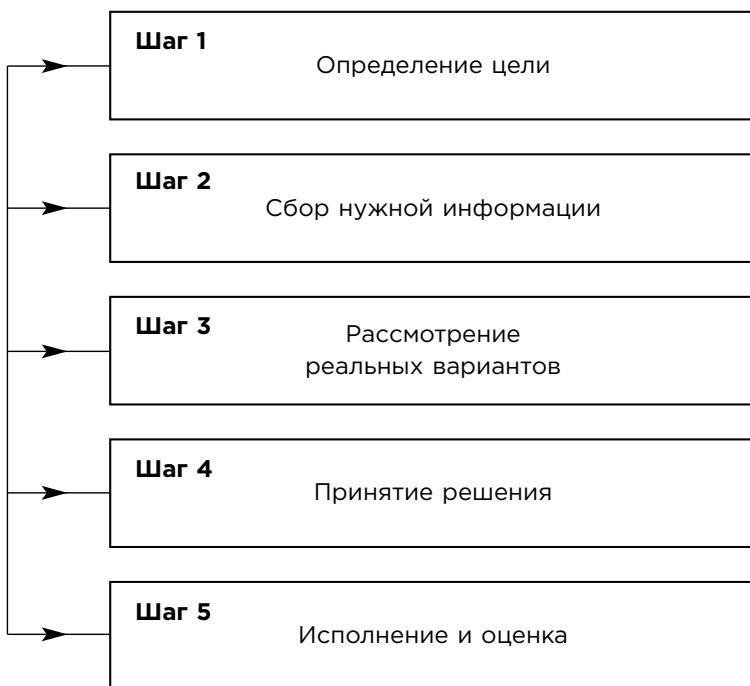 Шаг 1
Определение цели
Шаг 2
Сбор нужной информации
Шаг 3
Рассмотрение
реальных вариантов
Шаг 4
Принятие решения
Шаг 5
Исполнение и оценка